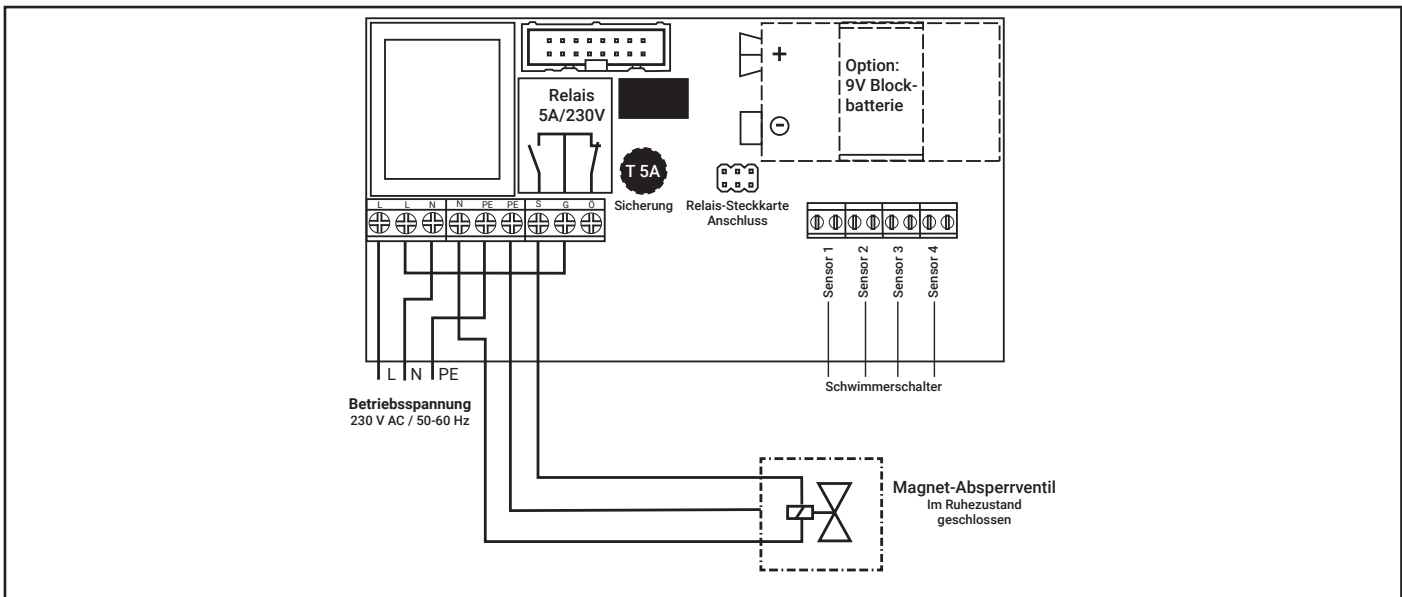 Relais
5A/230V
+
Option:
9V Block-
batterie
T 5A
Sicherung
Relais-Steckkarte
Anschluss
L L N N PE PE S G Ö
Sensor 1
Sensor 2
Sensor 3
Sensor 4
Schwimmerschalter
L N PE
Betriebsspannung
230 V AC / 50-60 Hz
Magnet-Absperrventil
Im Ruhezustand
geschlossen